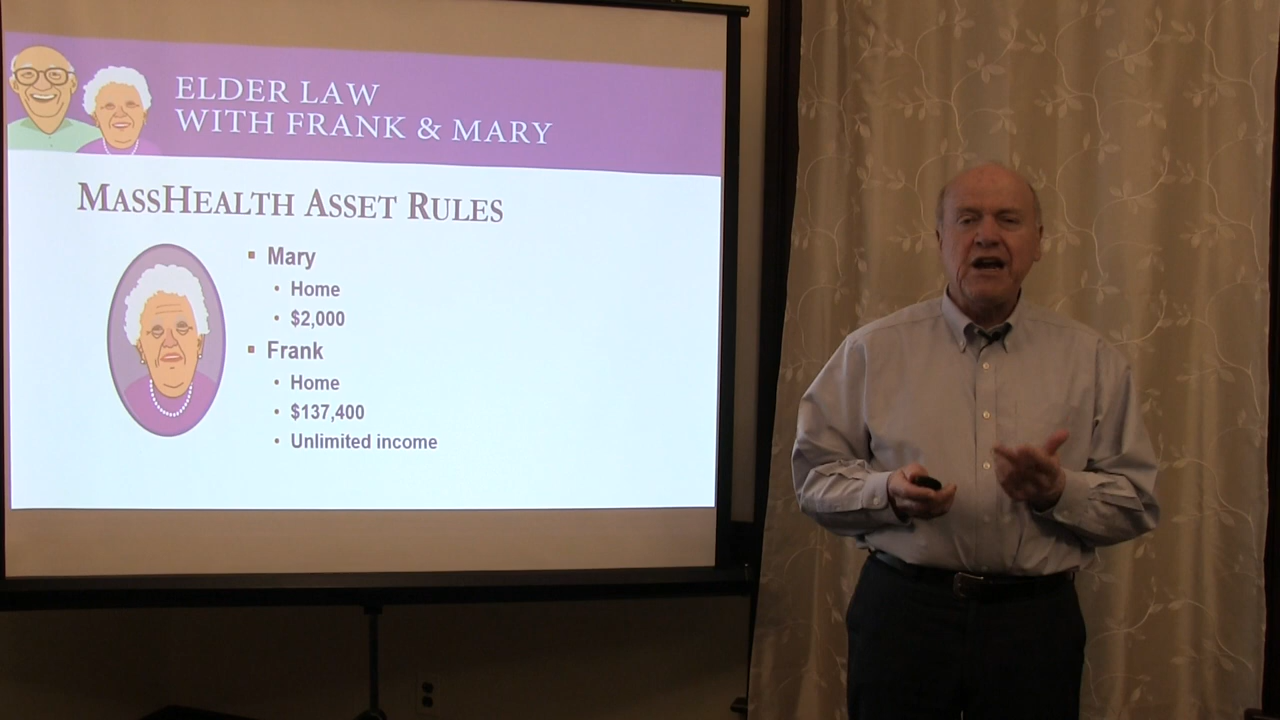 ELDER LAW
WITH FRANK & MARY
MASSHEALTH ASSET RULES
▪ Mary
• Home
• $2,000
▪ Frank
• Home
• $137,400
• Unlimited income